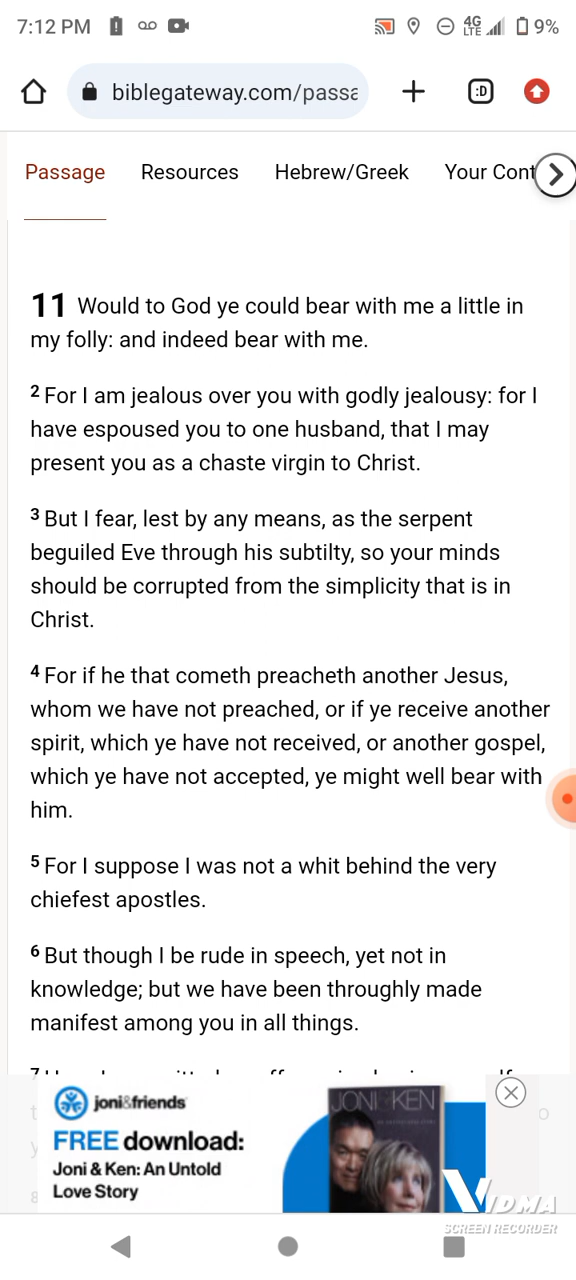 7:12 PM
4G
LTE
9%
biblegateway.com/passa
:D
Passage Resources Hebrew/Greek Your Cont
11 Would to God ye could bear with me a little in
my folly: and indeed bear with me.
2 For I am jealous over you with godly jealousy: for I
have espoused you to one husband, that I may
present you as a chaste virgin to Christ.
3 But I fear, lest by any means, as the serpent
beguiled Eve through his subtilty, so your minds
should be corrupted from the simplicity that is in
Christ.
4 For if he that cometh preacheth another Jesus,
whom we have not preached, or if ye receive another
spirit, which ye have not received, or another gospel,
which ye have not accepted, ye might well bear with
him.
5 For I suppose I was not a whit behind the very
chiefest apostles.
6 But though I be rude in speech, yet not in
knowledge; but we have been throughly made
manifest among you in all things.
7
joni&friends
FREE download:
Joni & Ken: An Untold
Love Story
JONI & KEN
VIDMA
SCREEN RECORDER